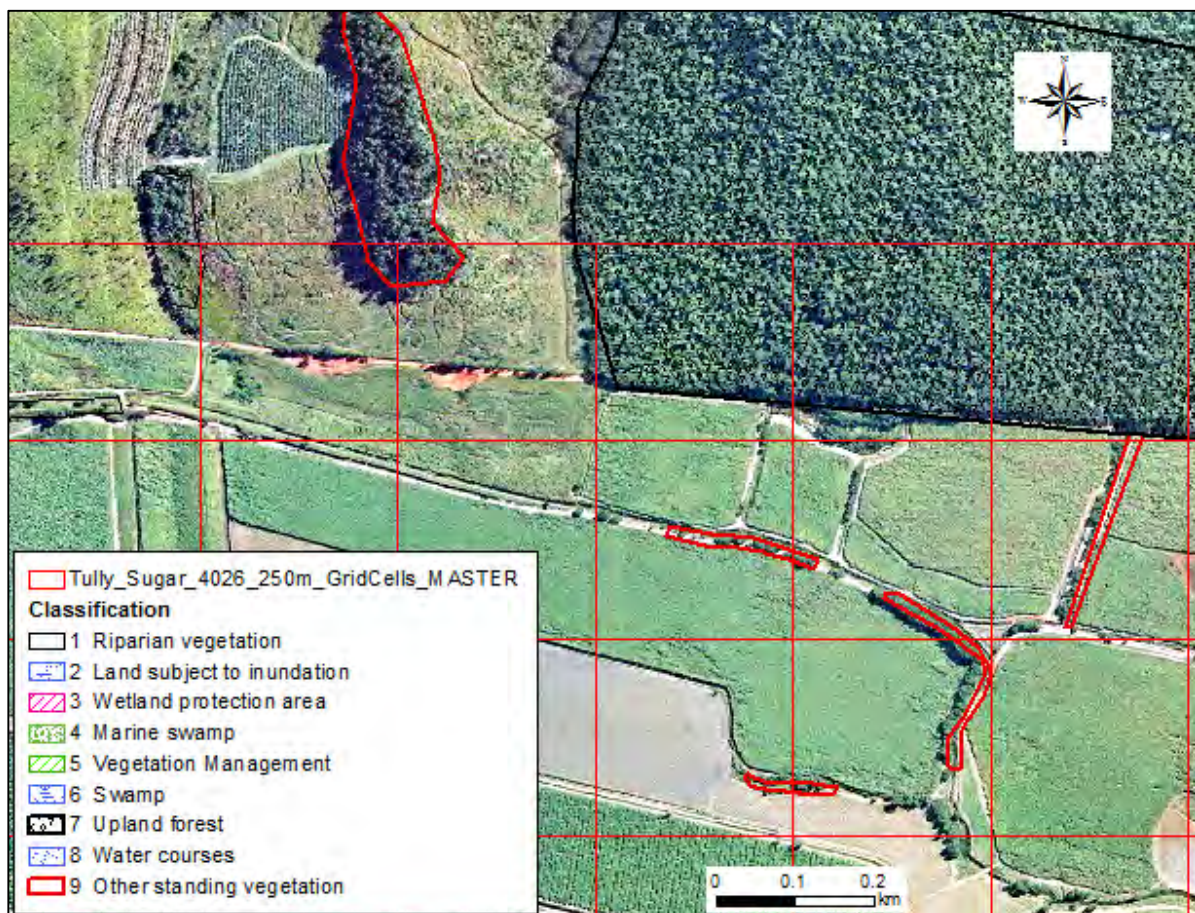 N
W E
S
Tully_Sugar_4026_250m_GridCells_MASTER
Classification
1 Riparian vegetation
2 Land subject to inundation
3 Wetland protection area
4 Marine swamp
5 Vegetation Management
6 Swamp
7 Upland forest
8 Water courses
9 Other standing vegetation
0 0.1 0.2
km